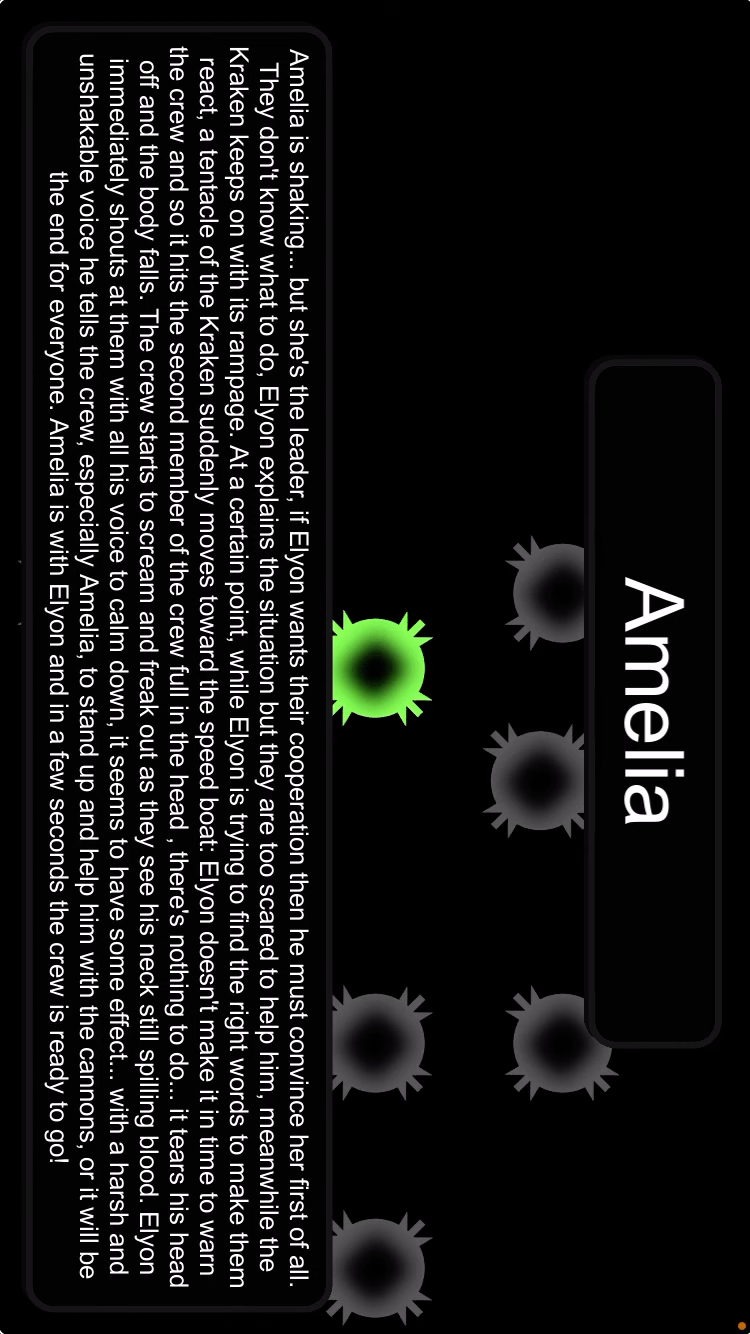 Amelia
Amelia is shaking... but she's the leader, if Elyon wants their cooperation then he must convince her first of all.
They don't know what to do, Elyon explains the situation but they are too scared to help him, meanwhile the
Kraken keeps on with its rampage. At a certain point, while Elyon is trying to find the right words to make them
react, a tentacle of the Kraken suddenly moves toward the speed boat: Elyon doesn't make it in time to warn
the crew and so it hits the second member of the crew full in the head , there's nothing to do... it tears his head
off and the body falls. The crew starts to scream and freak out as they see his neck still spilling blood. Elyon
immediately shouts at them with all his voice to calm down, it seems to have some effect... with a harsh and
unshakable voice he tells the crew, especially Amelia, to stand up and help him with the cannons, or it will be
the end for everyone. Amelia is with Elyon and in a few seconds the crew is ready to go!